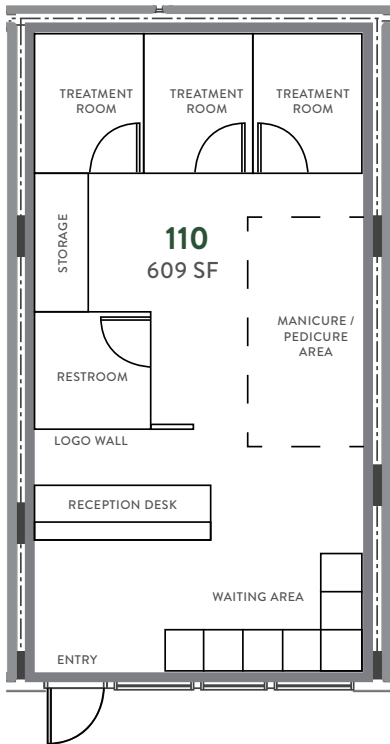 TREATMENT
ROOM
TREATMENT
ROOM
TREATMENT
ROOM
STORAGE
110
609 SF
MANICURE /
PEDICURE
AREA
RESTROOM
LOGO WALL
RECEPTION DESK
WAITING AREA
ENTRY